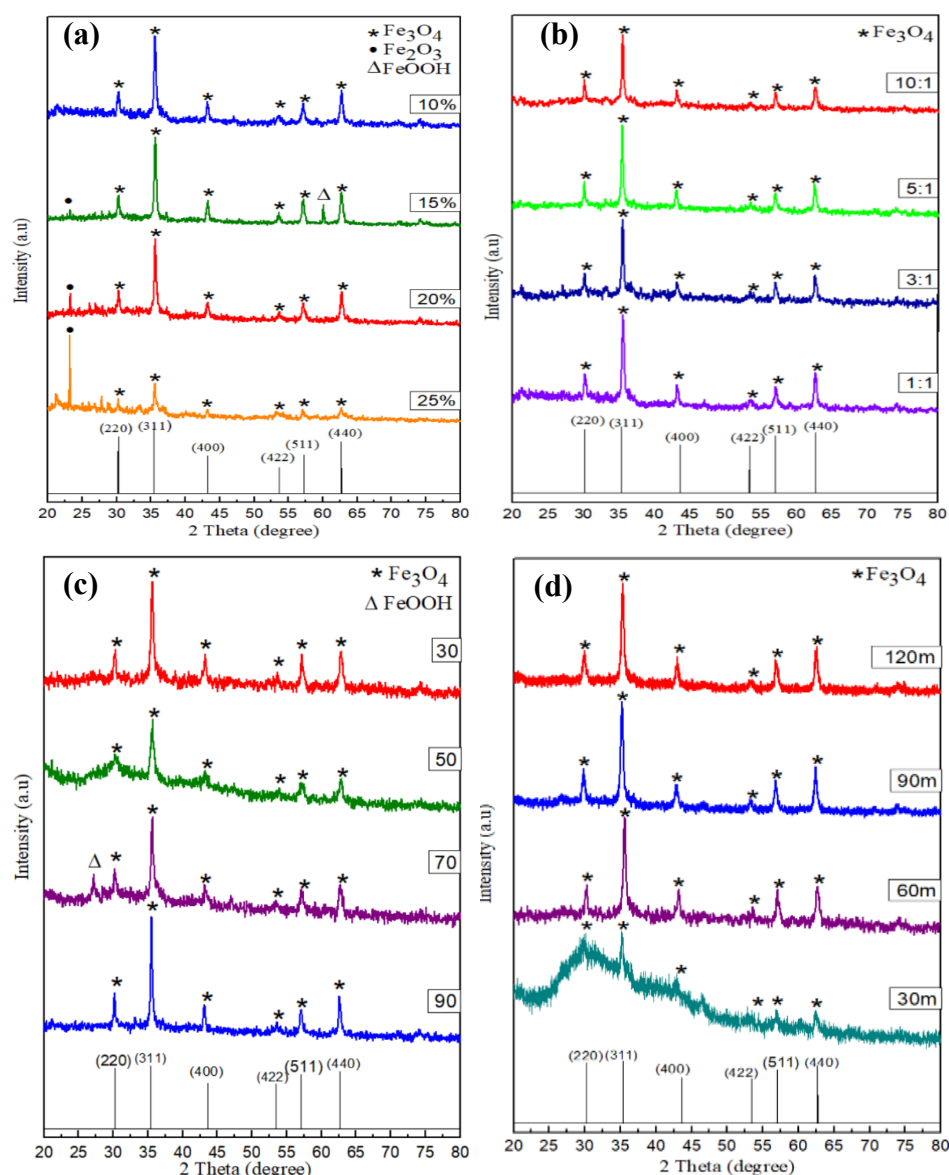 (a)
* Fe3O4
• Fe2O3
Δ FeOOH
10%
15%
20%
25%
(220) (311) (400) (422) (511) (440)
20 25 30 35 40 45 50 55 60 65 70 75 80
2 Theta (degree)
Intensity (a.u)
(b)
* Fe3O4
10:1
5:1
3:1
1:1
(220) (311) (400) (422) (511) (440)
20 25 30 35 40 45 50 55 60 65 70 75 80
2 Theta (degree)
Intensity (a.u)
(c)
* Fe3O4
Δ FeOOH
30
50
70
90
(220) (311) (400) (422) (511) (440)
20 25 30 35 40 45 50 55 60 65 70 75 80
2 Theta (degree)
Intensity (a.u)
(d)
* Fe3O4
120m
90m
60m
30m
(220) (311) (400) (422) (511) (440)
20 25 30 35 40 45 50 55 60 65 70 75 80
2 Theta (degree)
Intensity (a.u)